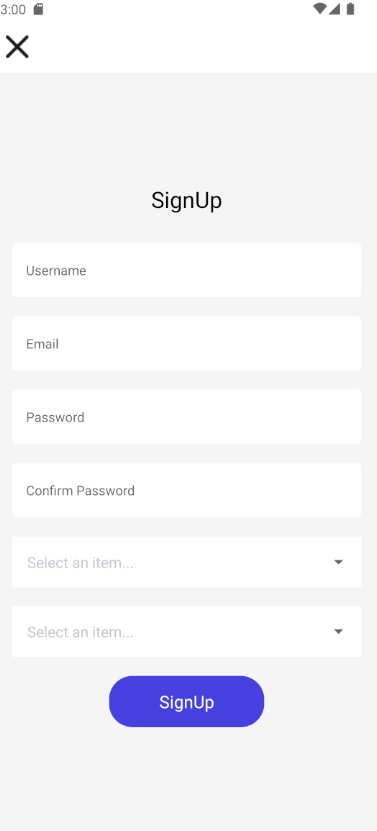 3:00
SignUp
Username
Email
Password
Confirm Password
Select an item...
Select an item...
SignUp